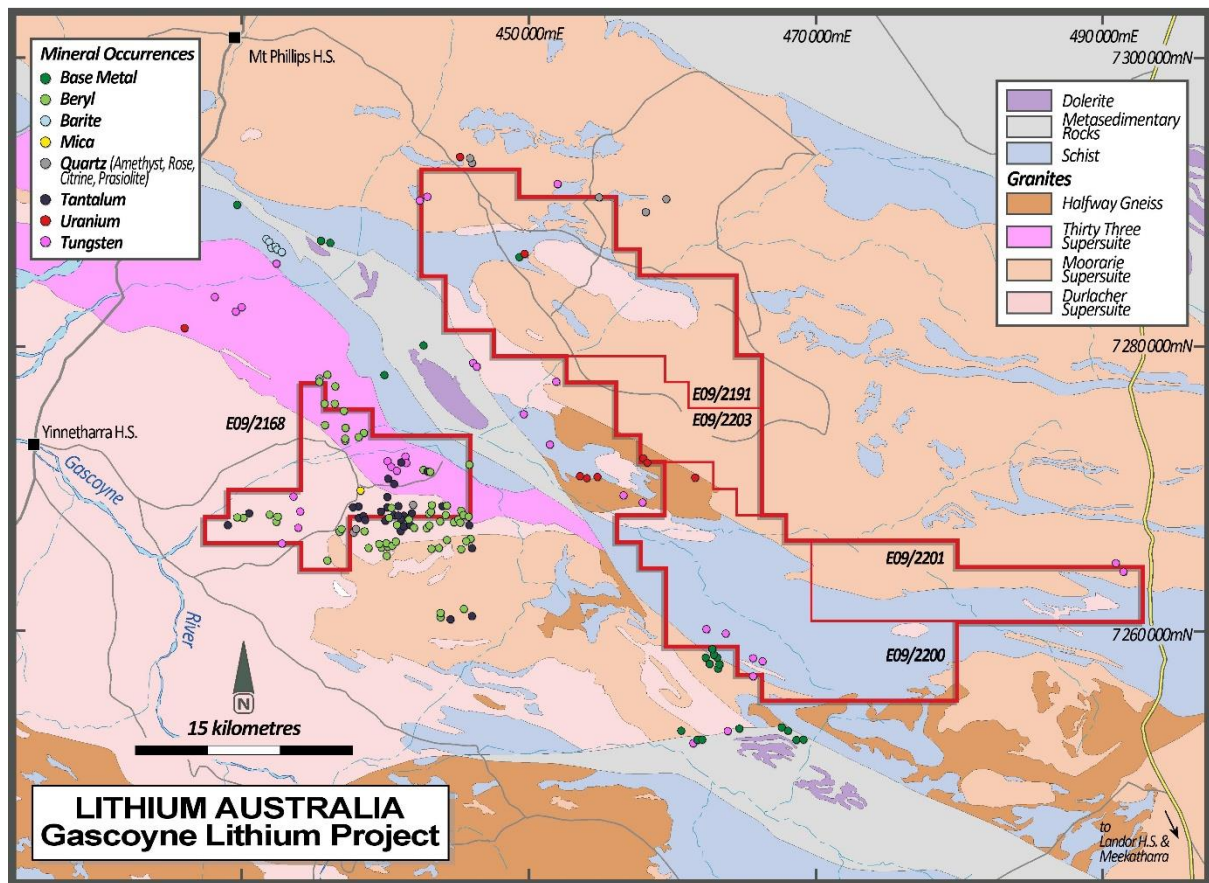 450 000mE
470 000mE
490 000mE
Mt Phillips H.S.
7 300 000mN
Mineral Occurrences
Base Metal
Beryl
Barite
Mica
Quartz (Amethyst, Rose,
Citrine, Prasiolite)
Tantalum
Uranium
Tungsten
Dolerite
Metasedimentary
Rocks
Schist
Granites
Halfway Gneiss
Thirty Three
Supersuite
Moorarie
Supersuite
Durlacher
Supersuite
7 280 000mN
E09/2191
E09/2203
E09/2168
Yinnetharra H.S.
Gascoyne
River
E09/2201
E09/2200
7 260 000mN
N
15 kilometres
LITHIUM AUSTRALIA
Gascoyne Lithium Project
to
Landor H.S. &
Meekatharra